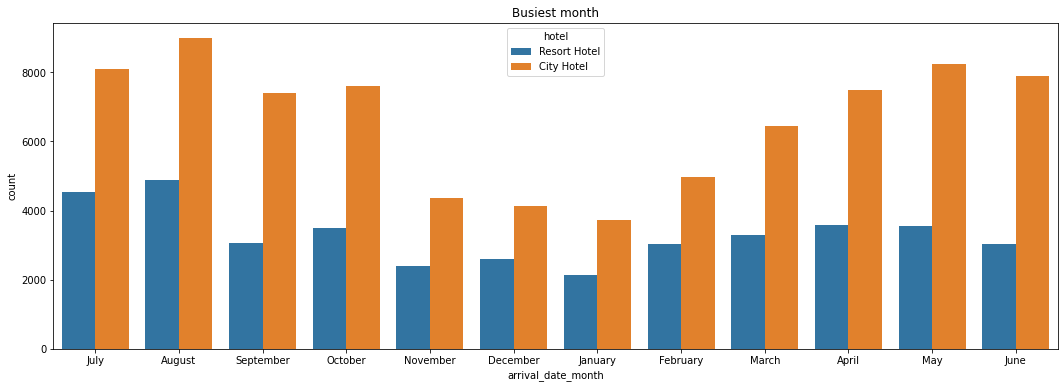 Busiest month
hotel
Resort Hotel
City Hotel
count
8000
6000
4000
2000
0
July August September October November December January February March April May June
arrival_date_month